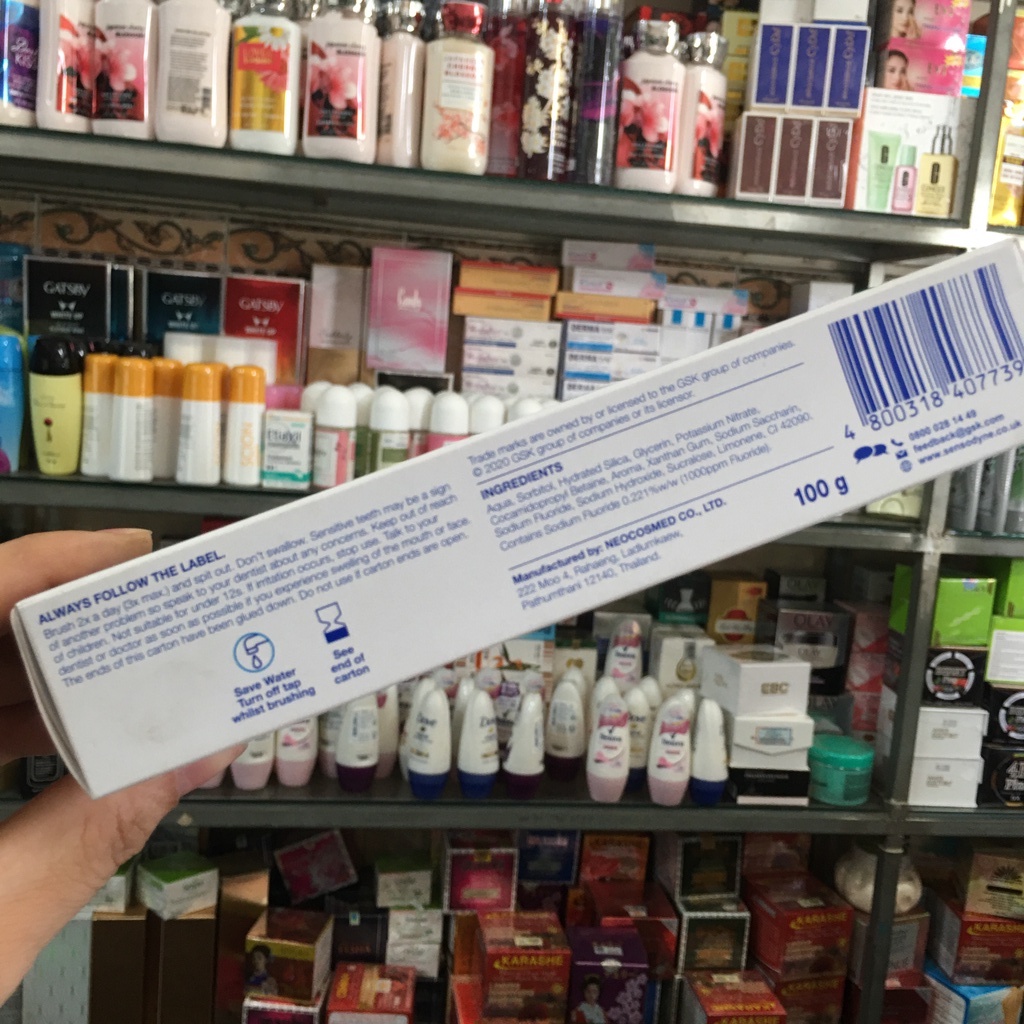 ALWAYS FOLLOW THE LABEL.
Brush 2x a day (3x max.) and spit out. Don't swallow. Sensitive teeth may be a sign
of another problem so speak to your dentist about any concerns. Keep out of reach
of children. Not suitable for under 12s. If irritation occurs, stop use. Talk to your
dentist or doctor as soon as possible if you experience swelling of the mouth or face.
The ends of this carton have been glued down. Do not use if carton ends are open.
Save Water
Turn off tap
whilst brushing
See
end of
carton
Trade marks are owned by or licensed to the GSK group of companies.
© 2020 GSK group of companies or its licensor.
INGREDIENTS
Aqua, Sorbitol, Hydrated Silica, Glycerin, Potassium Nitrate,
Cocamidopropyl Betaine, Aroma, Xanthan Gum, Sodium Saccharin,
Sodium Fluoride, Sodium Hydroxide, Sucralose, Limonene, CI 42090.
Contains Sodium Fluoride 0.221%w/w (1000ppm Fluoride).
Manufactured by: NEOCOSMED CO., LTD.
222 Moo 4, Rahaeng, Ladlumkaew,
Pathumthani 12140, Thailand.
100 g
4 800318 407739
0800 028 14 49
feedback@gsk.com
www.sensodyne.co.uk
GATSBY
GATSBY
GATSBY
DERMA
DERMA
OLAY
EBC
KARASHE
KARASHE
KARASHE
KARASHE